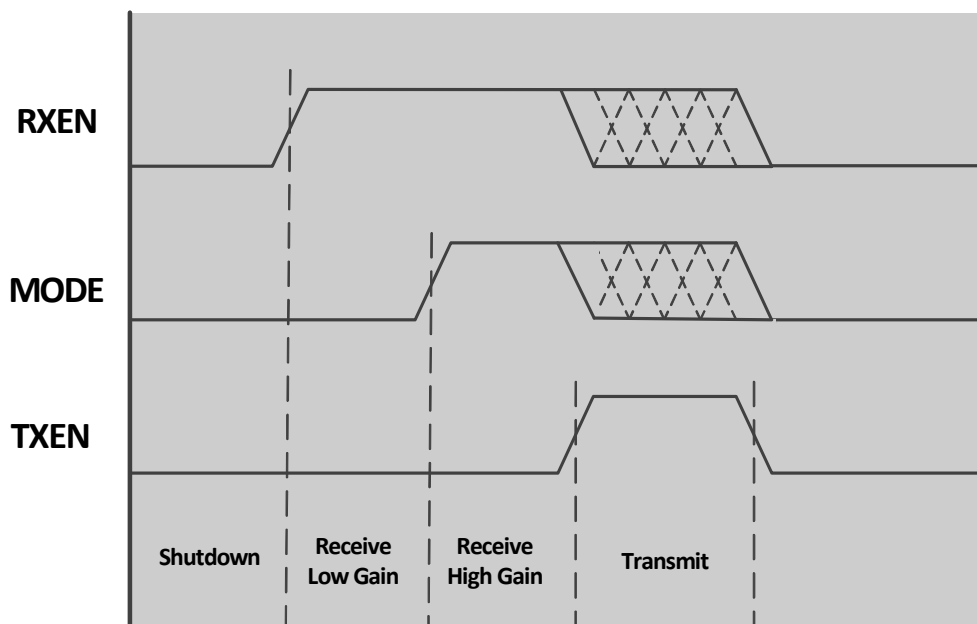 RXEN
MODE
TXEN
Shutdown
Receive
Low Gain
Receive
High Gain
Transmit